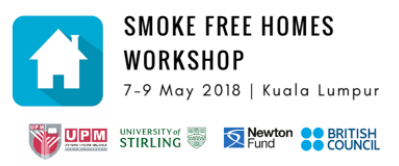 SMOKE FREE HOMES
WORKSHOP
7-9 May 2018 | Kuala Lumpur
UPM
UNIVERSITY of
STIRLING
Newton
Fund
BRITISH
COUNCIL